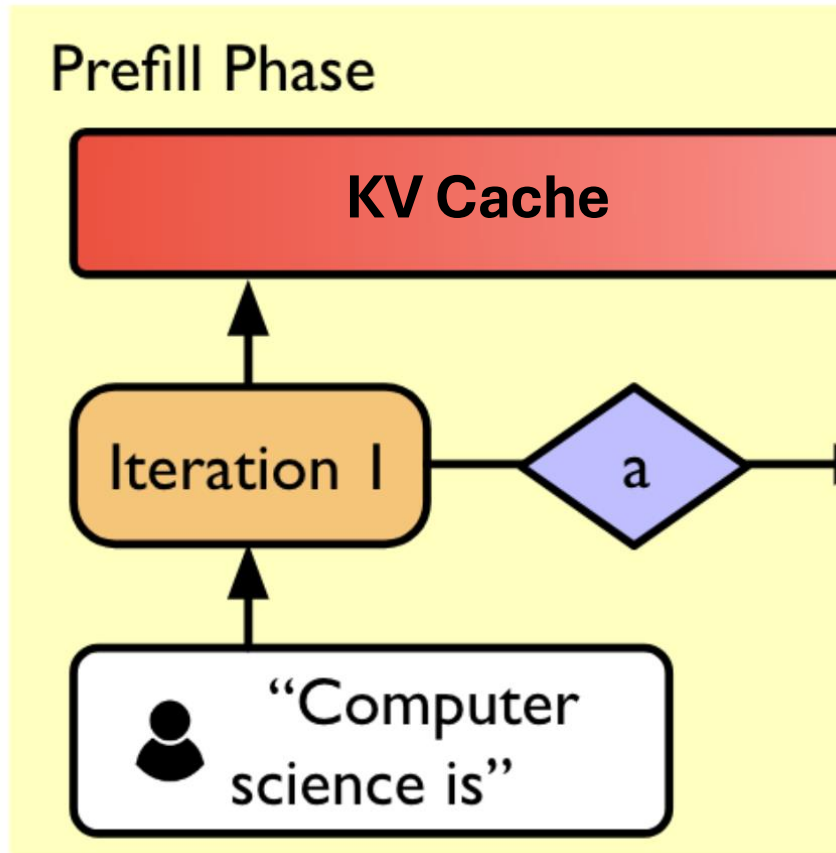 Prefill Phase
KV Cache
Iteration 1
a
“Computer
science is”